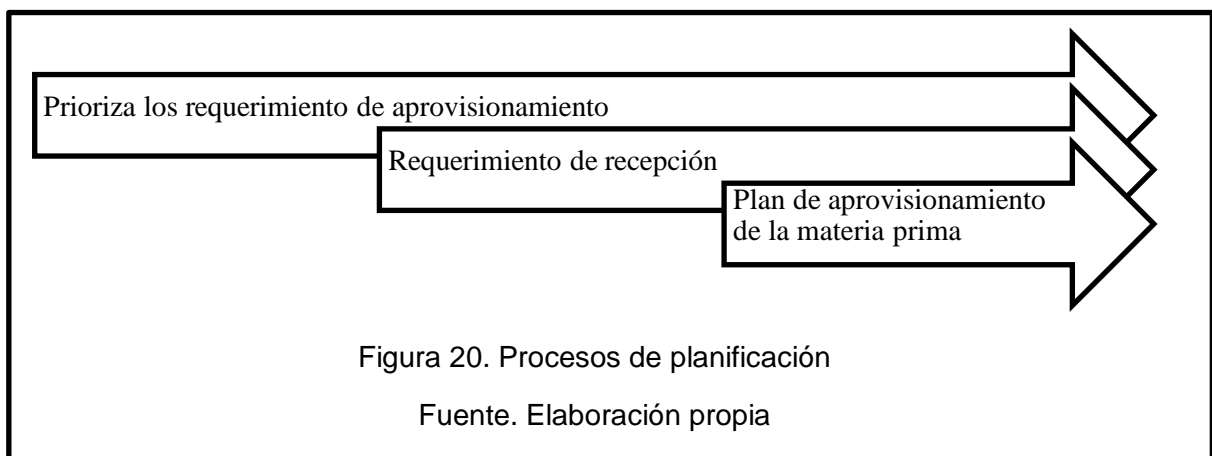 Prioriza los requerimiento de aprovisionamiento
Requerimiento de recepción
Plan de aprovisionamiento
de la materia prima
Figura 20. Procesos de planificación
Fuente. Elaboración propia